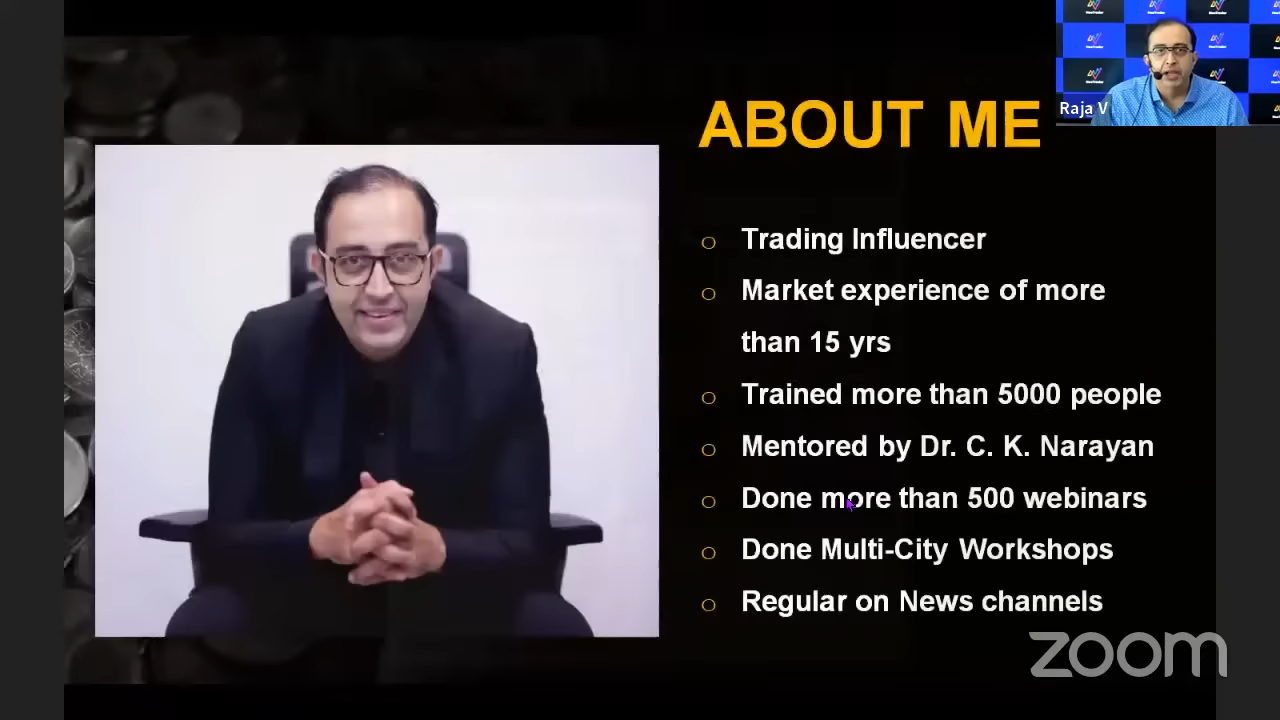 ABOUT ME
Raja V
Trading Influencer
Market experience of more
than 15 yrs
Trained more than 5000 people
Mentored by Dr. C. K. Narayan
Done more than 500 webinars
Done Multi-City Workshops
Regular on News channels
zoom